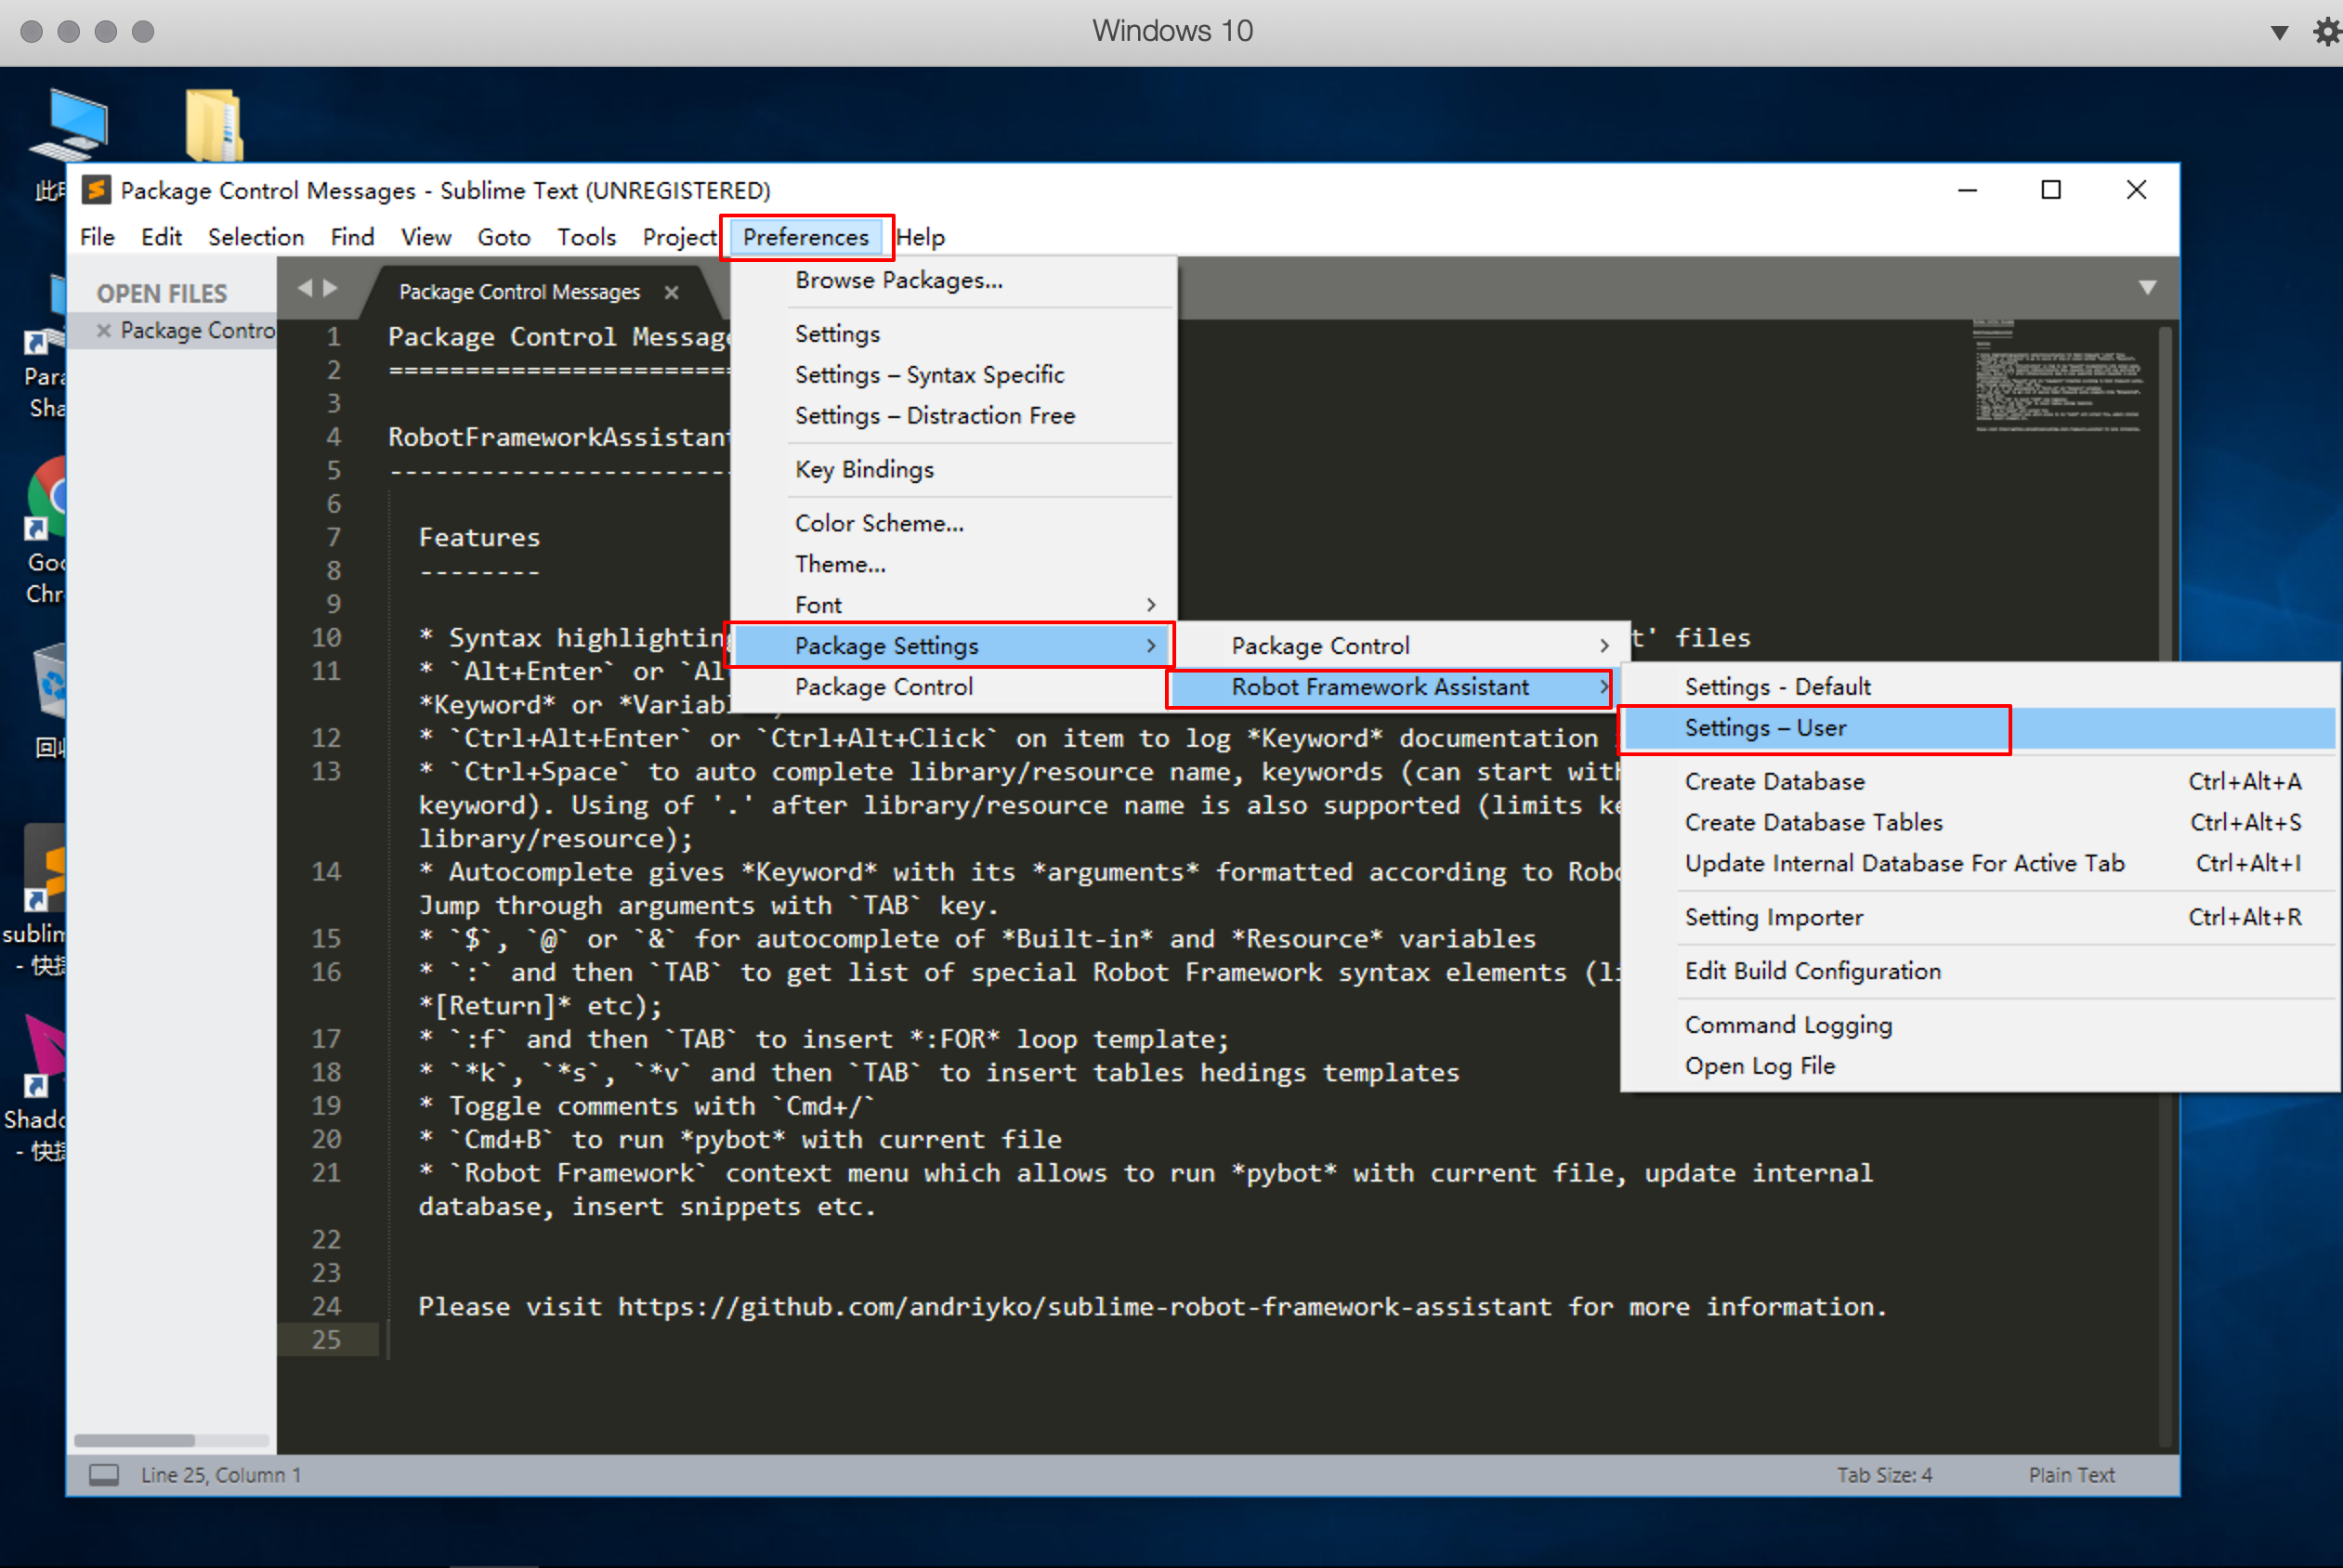 Windows 10
Package Control Messages - Sublime Text (UNREGISTERED)
File Edit Selection Find View Goto Tools Project Preferences Help
OPEN FILES
Package Contro
Package Control Messages
Browse Packages...
Settings
Settings – Syntax Specific
Settings – Distraction Free
Key Bindings
Color Scheme...
Theme...
Font
Package Settings
Package Control
Package Control
Robot Framework Assistant
Settings - Default
Settings – User
Create Database Ctrl+Alt+A
Create Database Tables Ctrl+Alt+S
Update Internal Database For Active Tab Ctrl+Alt+I
Setting Importer Ctrl+Alt+R
Edit Build Configuration
Command Logging
Open Log File
1 Package Control Message
2 =======================
3
4 RobotFrameworkAssistant
5 -----------------------
6
7 Features
8 --------
9
10 * Syntax highlighting t' files
11 * `Alt+Enter` or `Al
*Keyword* or *Variab
12 * `Ctrl+Alt+Enter` or `Ctrl+Alt+Click` on item to log *Keyword* documentation
13 * `Ctrl+Space` to auto complete library/resource name, keywords (can start wit
keyword). Using of '.' after library/resource name is also supported (limits ke
library/resource);
14 * Autocomplete gives *Keyword* with its *arguments* formatted according to Robo
Jump through arguments with `TAB` key.
15 * `$`, `@` or `&` for autocomplete of *Built-in* and *Resource* variables
16 * `:` and then `TAB` to get list of special Robot Framework syntax elements (li
*[Return]* etc);
17 * `:f` and then `TAB` to insert *:FOR* loop template;
18 * `*k`, `*s`, `*v` and then `TAB` to insert tables hedings templates
19 * Toggle comments with `Cmd+/`
20 * `Cmd+B` to run *pybot* with current file
21 * `Robot Framework` context menu which allows to run *pybot* with current file, update internal
database, insert snippets etc.
22
23
24 Please visit https://github.com/andriyko/sublime-robot-framework-assistant for more information.
25
Line 25, Column 1 Tab Size: 4 Plain Text
此
Para
Sha
Goo
Chr
回
sublim
- 快捷
Shado
- 快捷